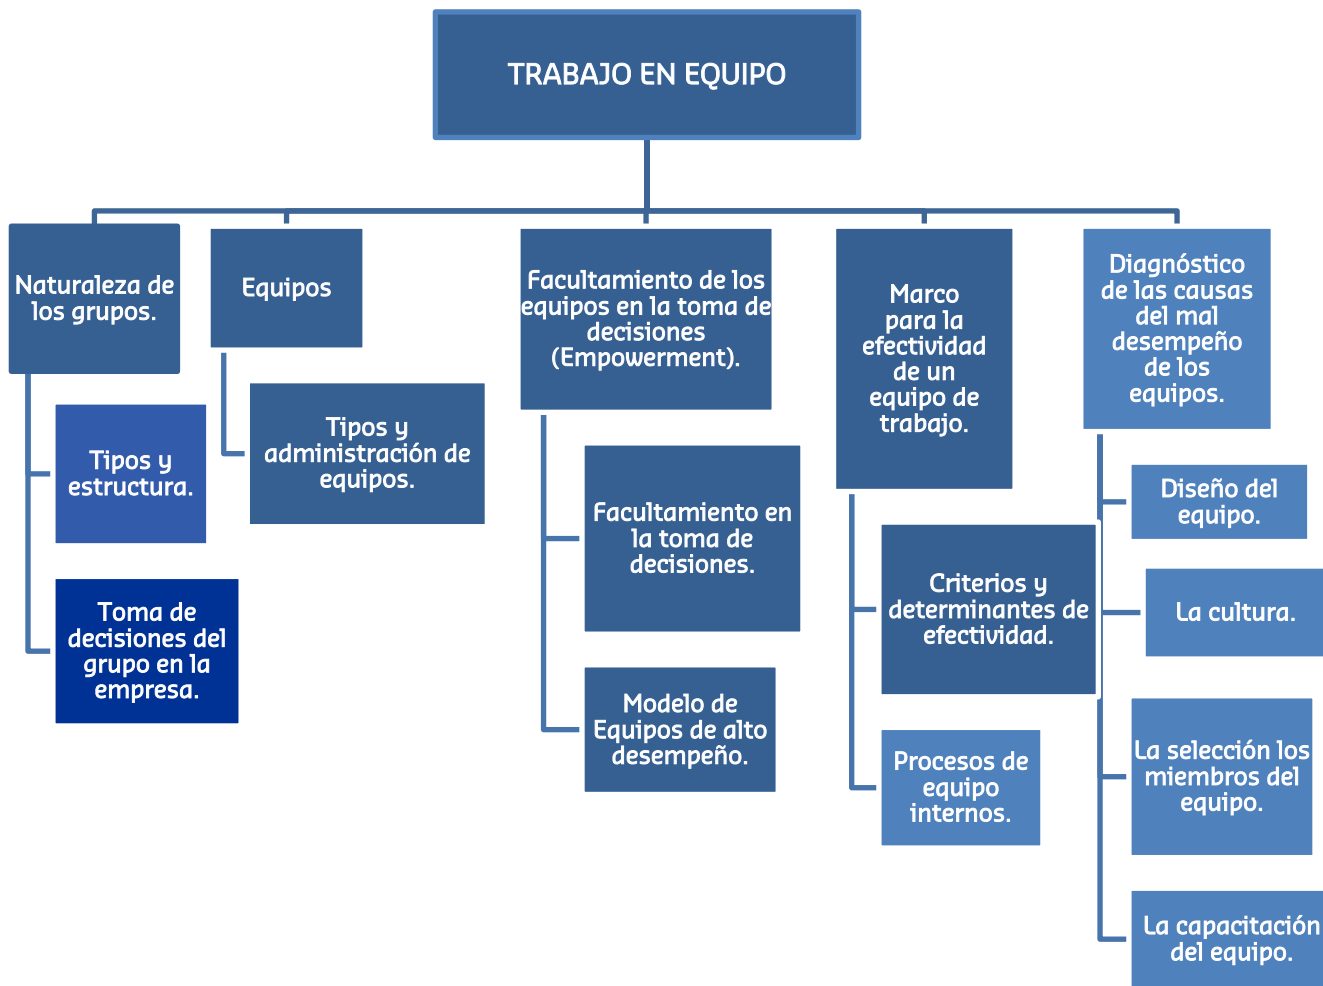 TRABAJO EN EQUIPO
Naturaleza de
los grupos.
Tipos y
estructura.
Toma de
decisiones del
grupo en la
empresa.
Equipos
Tipos y
administración de
equipos.
Facultamiento de los
equipos en la toma de
decisiones
(Empowerment).
Facultamiento en
la toma de
decisiones.
Modelo de
Equipos de alto
desempeño.
Marco
para la
efectividad
de un
equipo de
trabajo.
Criterios y
determinantes de
efectividad.
Procesos de
equipo
internos.
Diagnóstico
de las causas
del mal
desempeño
de los
equipos.
Diseño del
equipo.
La cultura.
La selección los
miembros del
equipo.
La capacitación
del equipo.